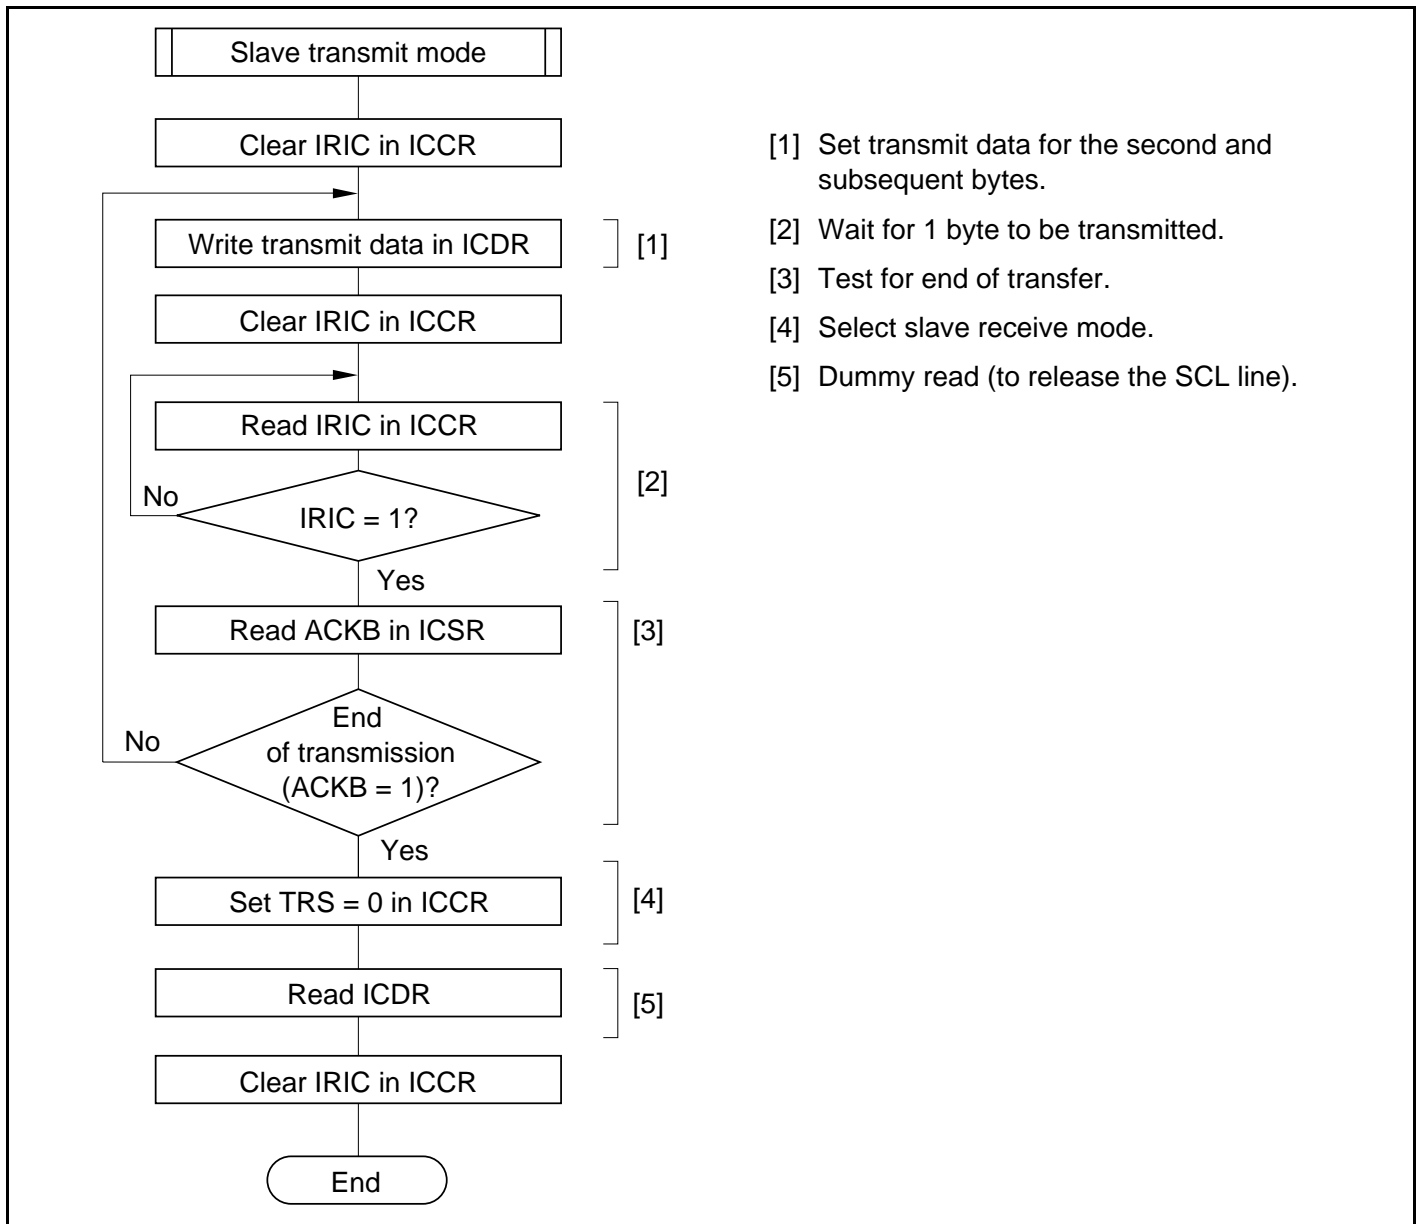 Slave transmit mode
Clear IRIC in ICCR
Write transmit data in ICDR
[1]
Clear IRIC in ICCR
Read IRIC in ICCR
[2]
No
IRIC = 1?
Yes
Read ACKB in ICSR
[3]
No
End
of transmission
(ACKB = 1)?
Yes
Set TRS = 0 in ICCR
[4]
Read ICDR
[5]
Clear IRIC in ICCR
End
[1] Set transmit data for the second and
subsequent bytes.
[2] Wait for 1 byte to be transmitted.
[3] Test for end of transfer.
[4] Select slave receive mode.
[5] Dummy read (to release the SCL line).